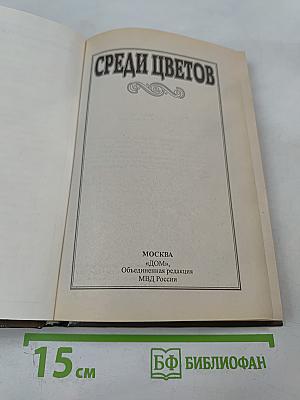 СРЕДИ ЦВЕТОВ
МОСКВА
«ДОМ»,
Объединенная редакция
МВД России
15 см
БФ БИБЛИОФАН